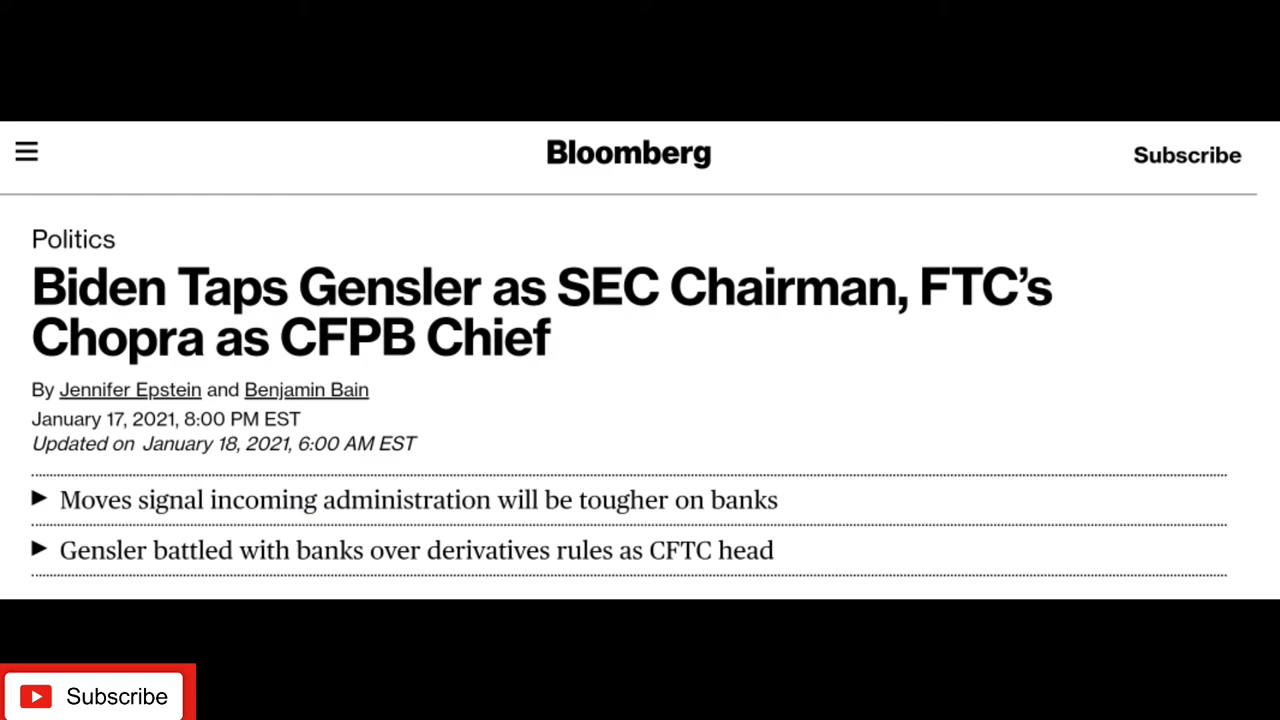 Bloomberg
Subscribe
Politics
Biden Taps Gensler as SEC Chairman, FTC’s
Chopra as CFPB Chief
By Jennifer Epstein and Benjamin Bain
January 17, 2021, 8:00 PM EST
Updated on January 18, 2021, 6:00 AM EST
Moves signal incoming administration will be tougher on banks
Gensler battled with banks over derivatives rules as CFTC head
Subscribe